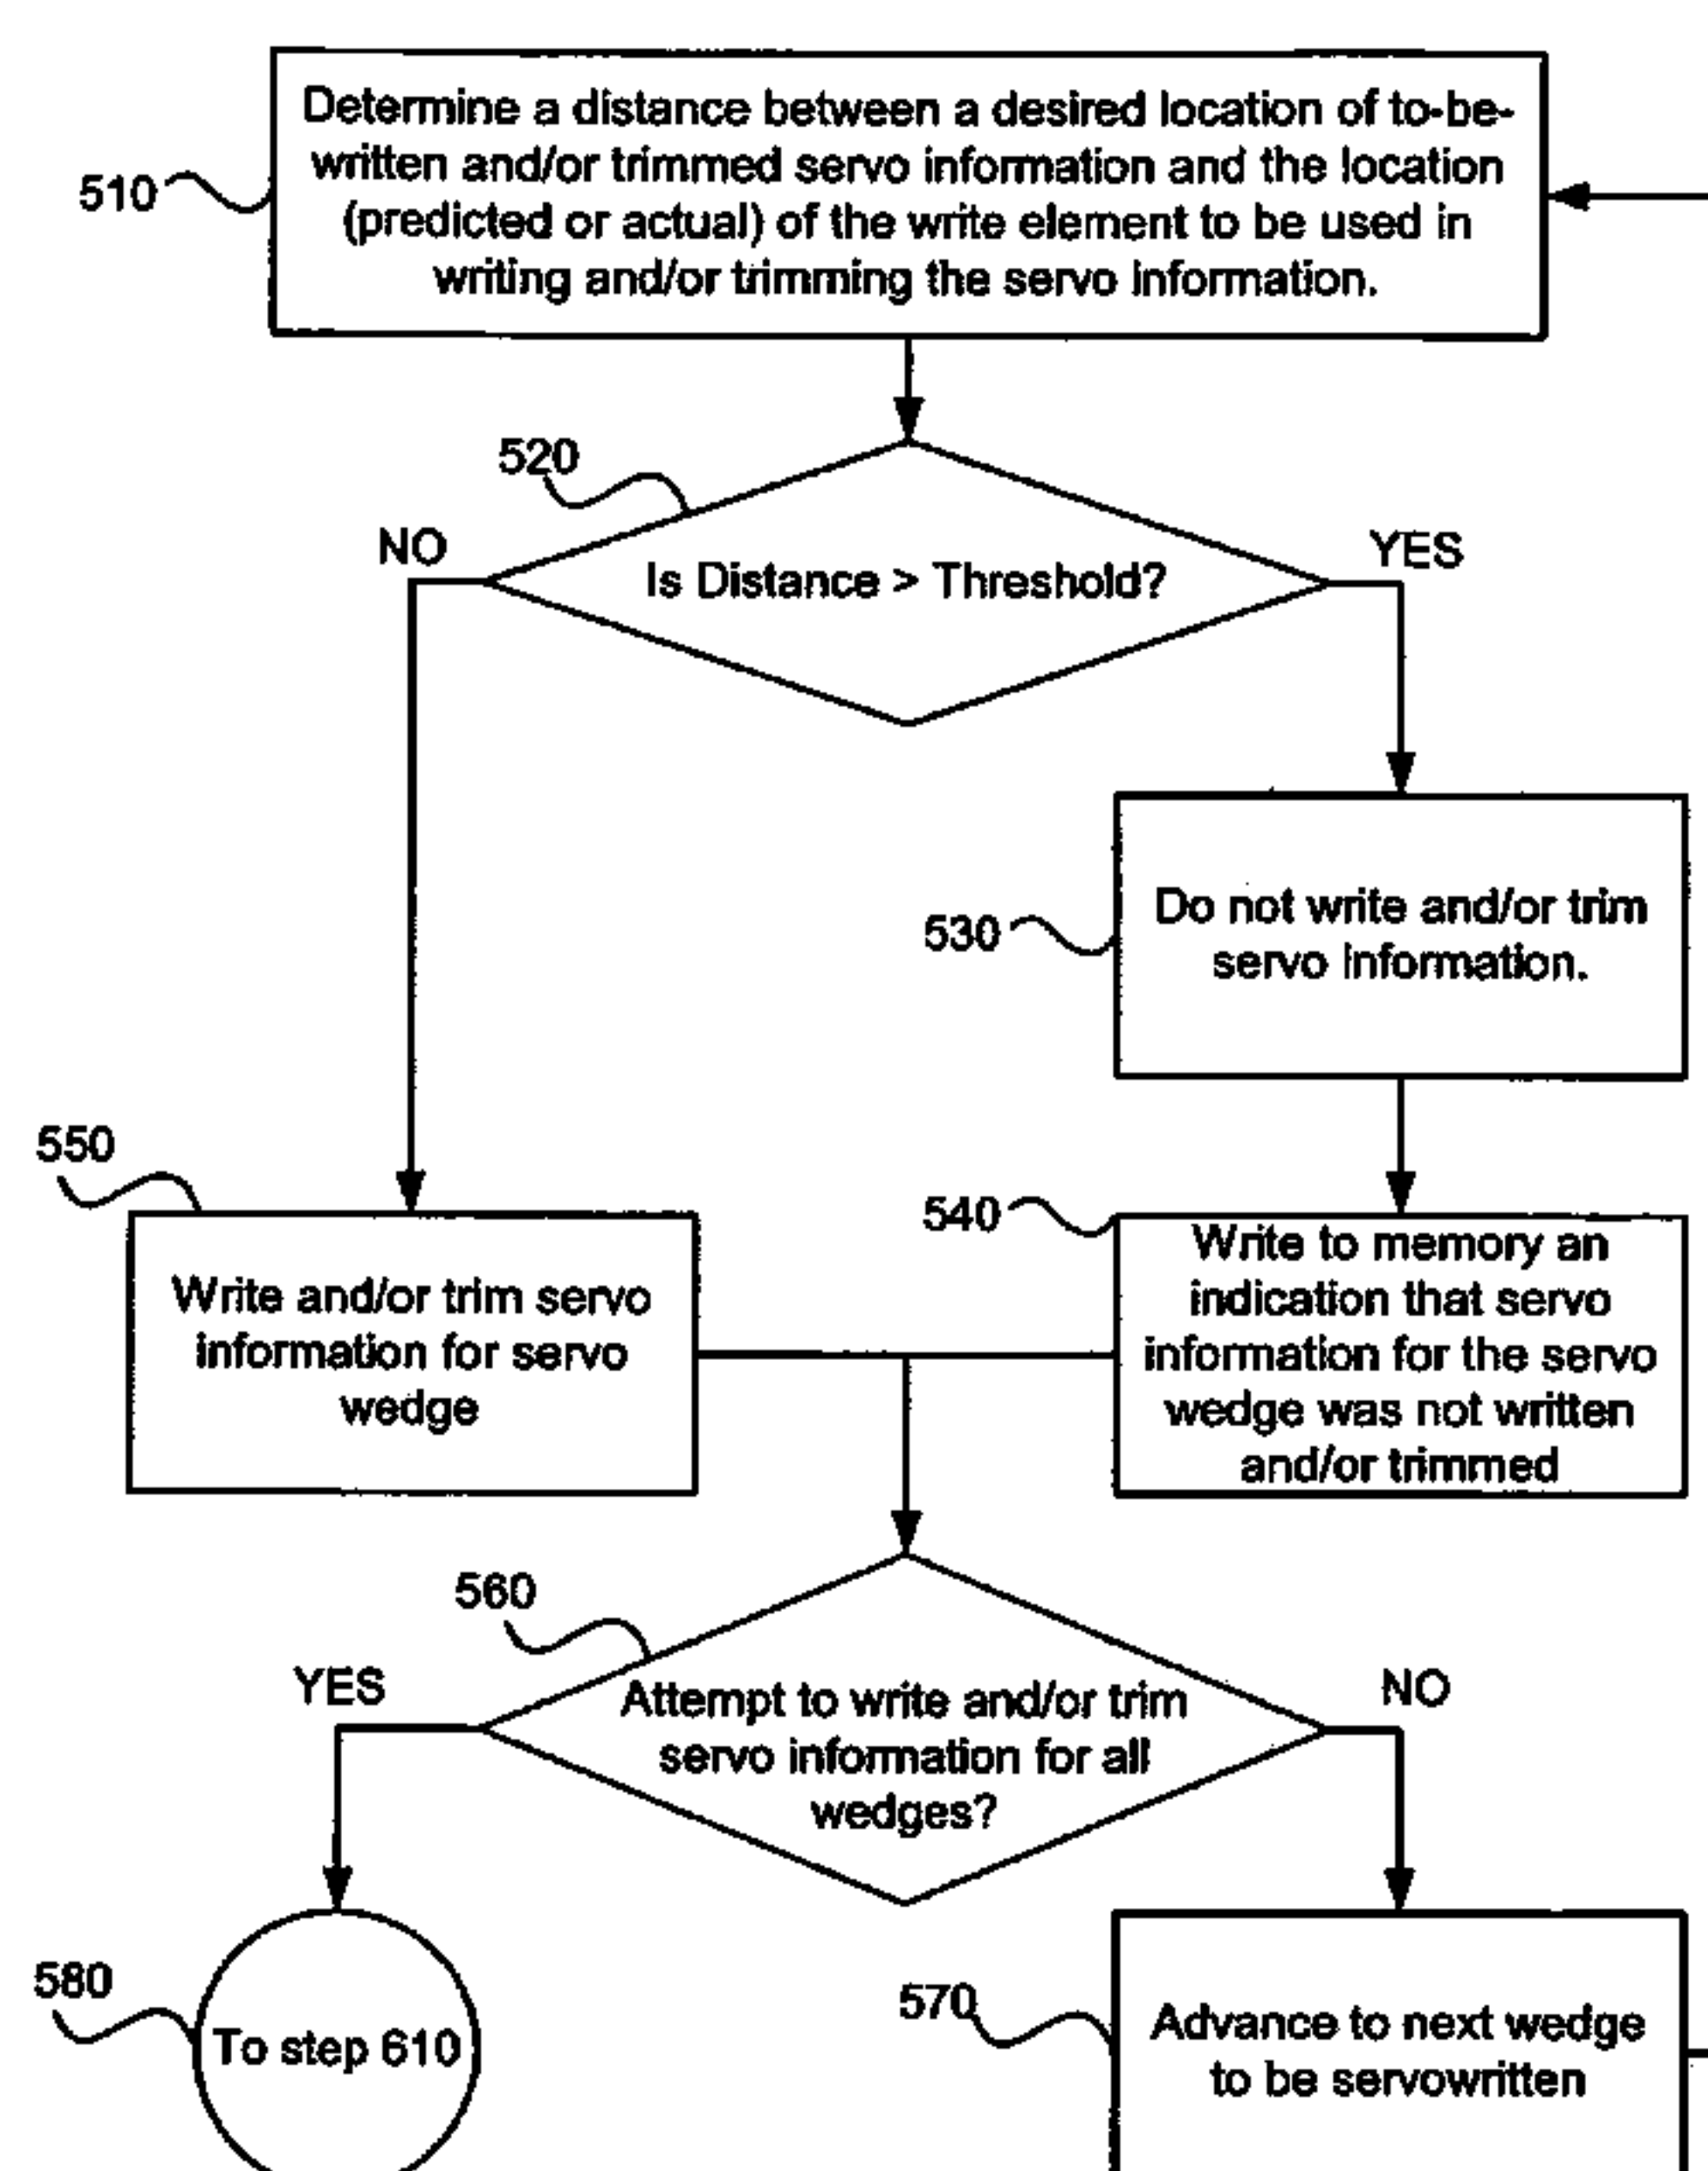 Determine a distance between a desired location of to-be-
written and/or trimmed servo information and the location
(predicted or actual) of the write element to be used in
writing and/or trimming the servo information.
510
520
NO
YES
Is Distance > Threshold?
530
Do not write and/or trim
servo information.
550
Write and/or trim servo
information for servo
wedge
540
Write to memory an
indication that servo
information for the servo
wedge was not written
and/or trimmed
560
YES
NO
Attempt to write and/or trim
servo information for all
wedges?
580
To step 610
570
Advance to next wedge
to be servowritten